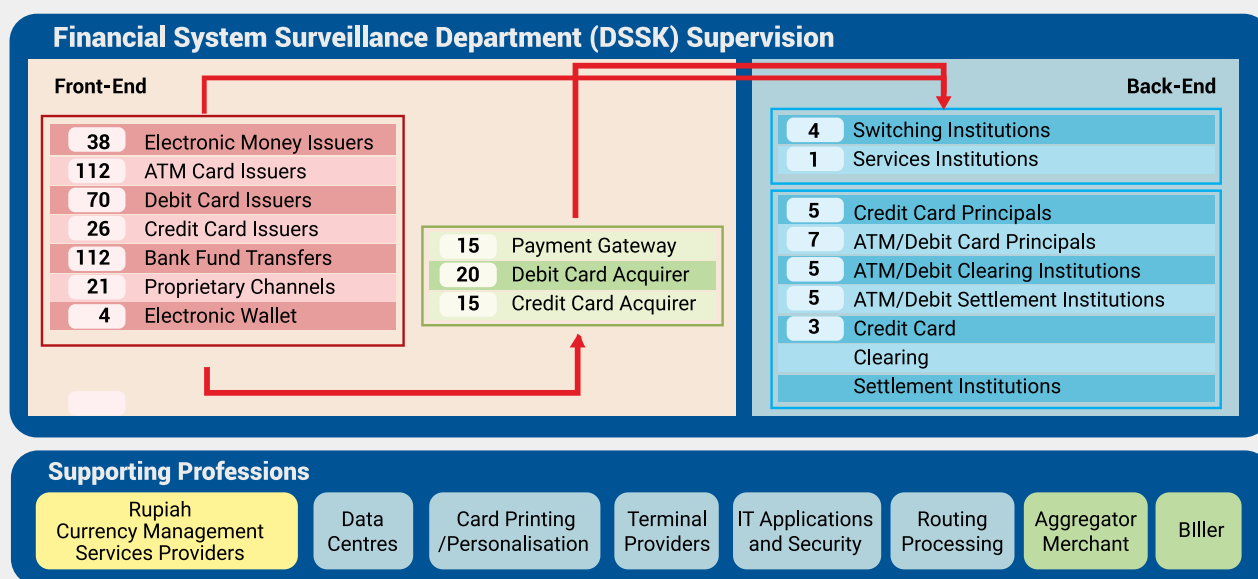 Financial System Surveillance Department (DSSK) Supervision
Front-End
38 Electronic Money Issuers
112 ATM Card Issuers
70 Debit Card Issuers
26 Credit Card Issuers
112 Bank Fund Transfers
21 Proprietary Channels
4 Electronic Wallet
15 Payment Gateway
20 Debit Card Acquirer
15 Credit Card Acquirer
Back-End
4 Switching Institutions
1 Services Institutions
5 Credit Card Principals
7 ATM/Debit Card Principals
5 ATM/Debit Clearing Institutions
5 ATM/Debit Settlement Institutions
3 Credit Card
Clearing
Settlement Institutions
Supporting Professions
Rupiah
Currency Management
Services Providers
Data
Centres
Card Printing
/Personalisation
Terminal
Providers
IT Applications
and Security
Routing
Processing
Aggregator
Merchant
BIller